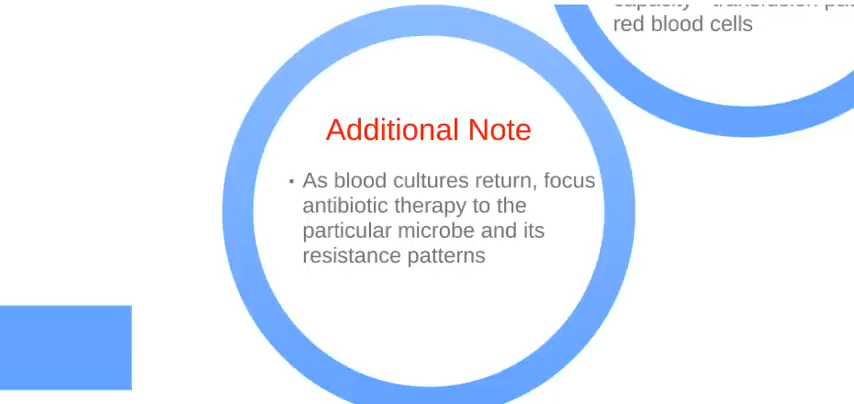 red blood cells
Additional Note
• As blood cultures return, focus
antibiotic therapy to the
particular microbe and its
resistance patterns